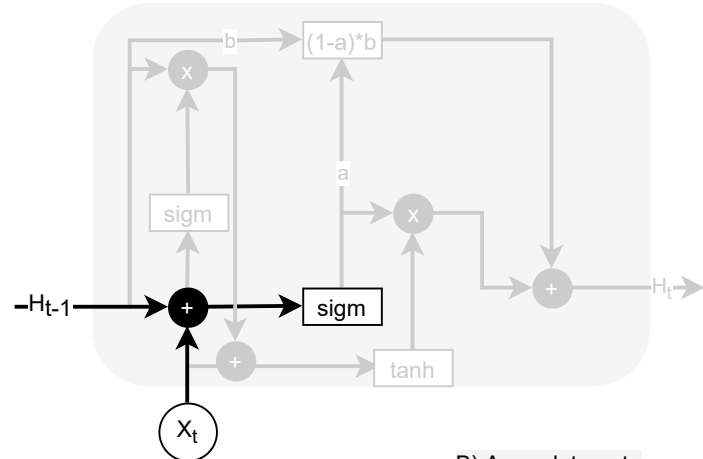 b
(1-a)*b
x
a
sigm
x
H_t-1
+
sigm
+
H_t
+
tanh
X_t